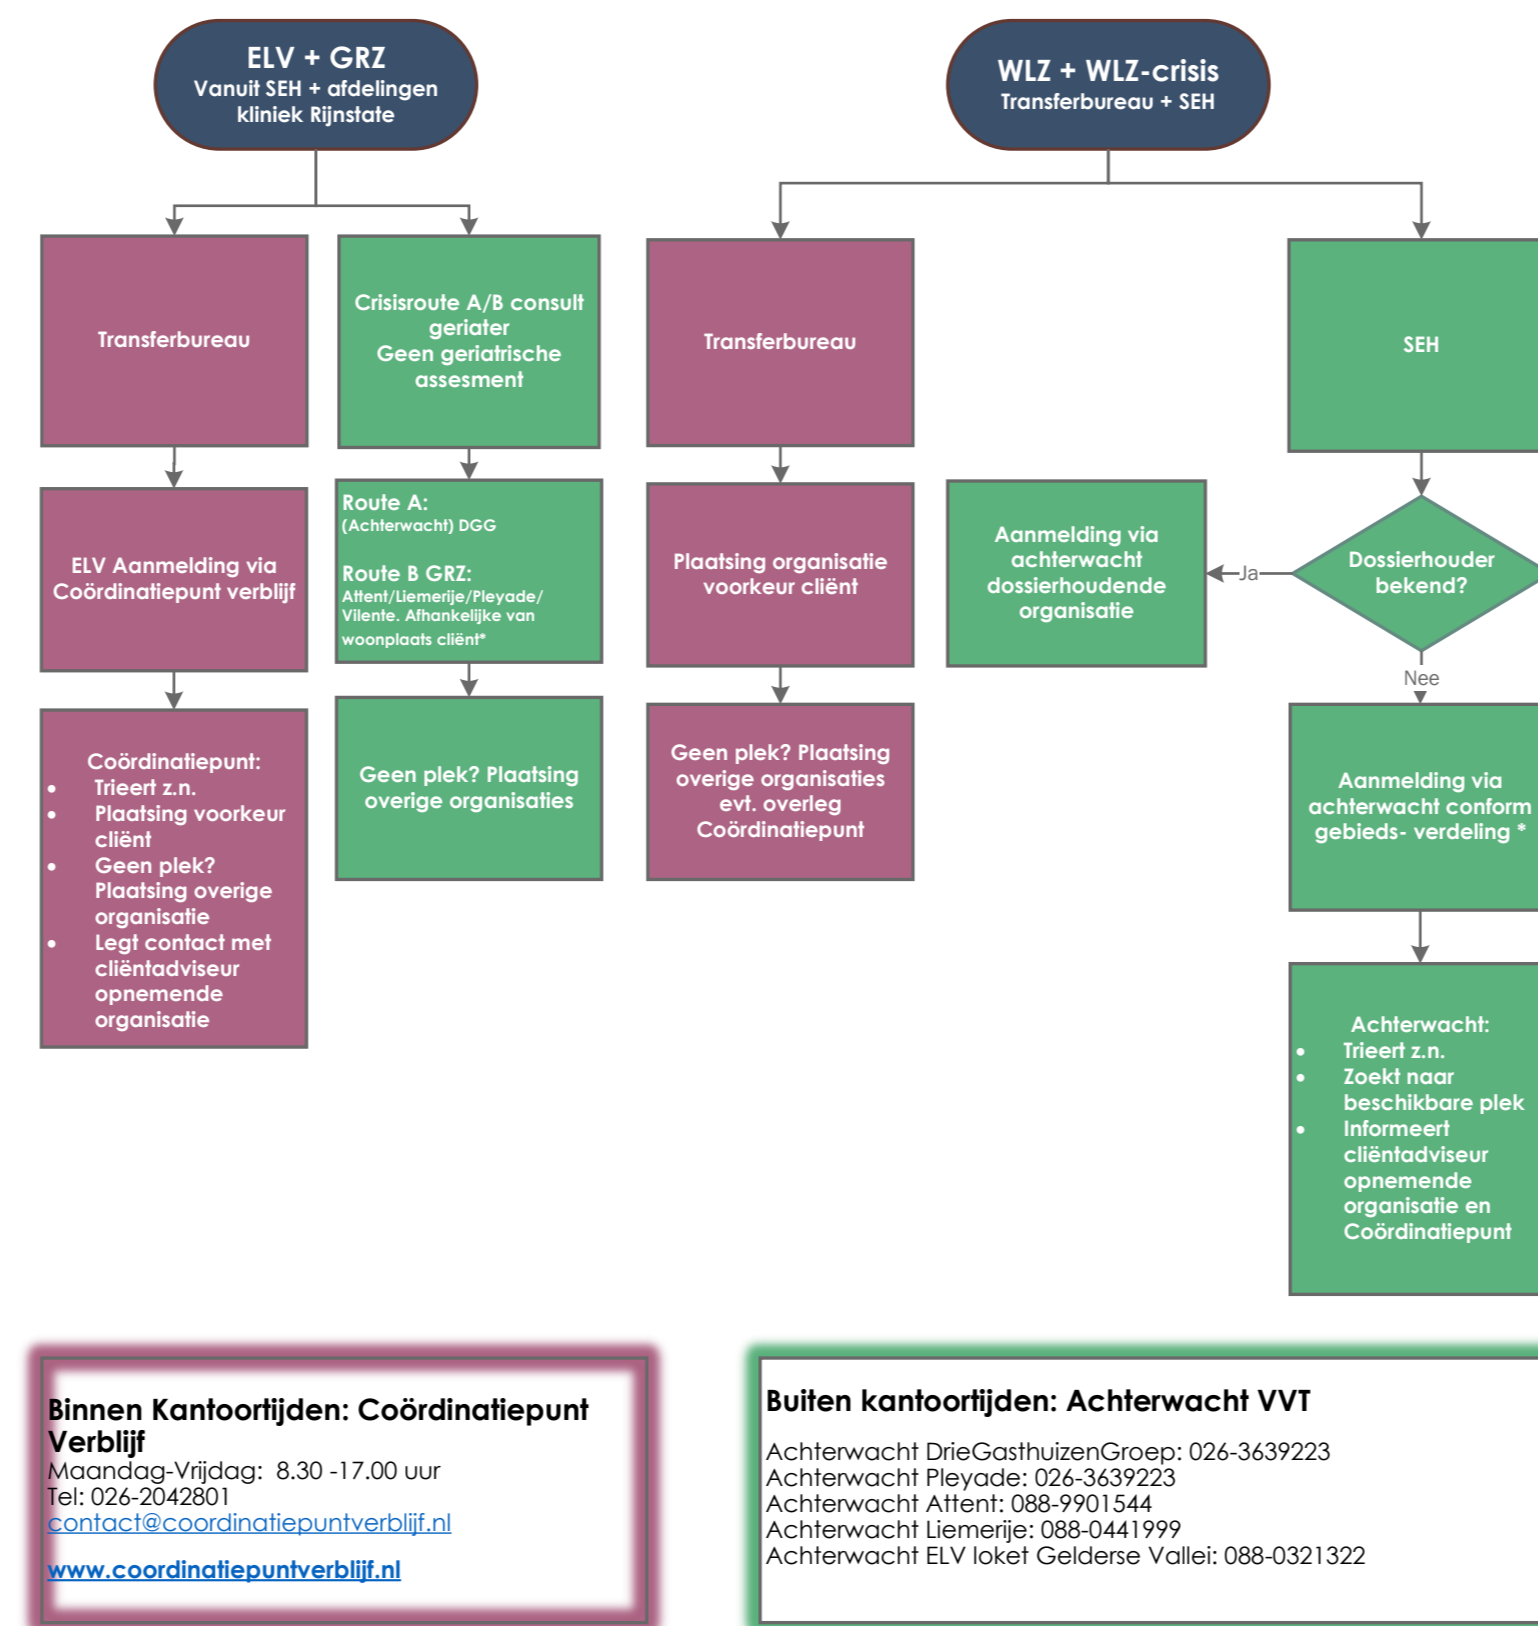 ELV + GRZ
Vanuit SEH + afdelingen
kliniek Rijnstate
WLZ + WLZ-crisis
Transferbureau + SEH
Transferbureau
Crisisroute A/B consult
geriater
Geen geriatrische
assesment
Transferbureau
SEH
ELV Aanmelding via
Coördinatiepunt verblijf
Route A:
(Achterwacht) DGG
Route B GRZ:
Attent/Liemerije/Pleyade/
Vilente. Afhankelijke van
woonplaats cliënt*
Plaatsing organisatie
voorkeur cliënt
Aanmelding via
achterwacht
dossierhoudende
organisatie
Ja
Dossierhouder
bekend?
Nee
Coördinatiepunt:
• Trieert z.n.
• Plaatsing voorkeur
cliënt
• Geen plek?
Plaatsing overige
organisatie
• Legt contact met
cliëntadviseur
opnemende
organisatie
Geen plek? Plaatsing
overige organisaties
Geen plek? Plaatsing
overige organisaties
evt. overleg
Coördinatiepunt
Aanmelding via
achterwacht conform
gebieds- verdeling *
Achterwacht:
• Trieert z.n.
• Zoekt naar
beschikbare plek
• Informeert
cliëntadviseur
opnemende
organisatie en
Coördinatiepunt
Binnen Kantoortijden: Coördinatiepunt
Verblijf
Maandag-Vrijdag: 8.30 -17.00 uur
Tel: 026-2042801
contact@coordinatiepuntverblijf.nl
www.coordinatiepuntverblijf.nl
Buiten kantoortijden: Achterwacht VVT
Achterwacht DrieGasthuizenGroep: 026-3639223
Achterwacht Pleyade: 026-3639223
Achterwacht Attent: 088-9901544
Achterwacht Liemerije: 088-0441999
Achterwacht ELV loket Gelderse Vallei: 088-0321322